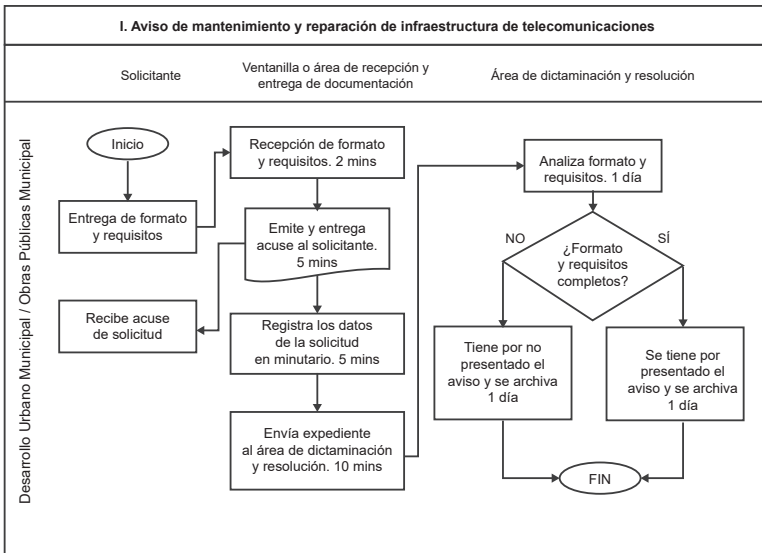 I. Aviso de mantenimiento y reparación de infraestructura de telecomunicaciones
Solicitante
Ventanilla o área de recepción y
entrega de documentación
Área de dictaminación y resolución
Desarrollo Urbano Municipal / Obras Públicas Municipal
Inicio
Entrega de formato
y requisitos
Recibe acuse
de solicitud
Recepción de formato
y requisitos. 2 mins
Emite y entrega
acuse al solicitante.
5 mins
Registra los datos
de la solicitud
en minutario. 5 mins
Envía expediente
al área de dictaminación
y resolución. 10 mins
Analiza formato y
requisitos. 1 día
NO
SÍ
¿Formato
y requisitos
completos?
Tiene por no
presentado el
aviso y se archiva
1 día
Se tiene por
presentado el
aviso y se archiva
1 día
FIN